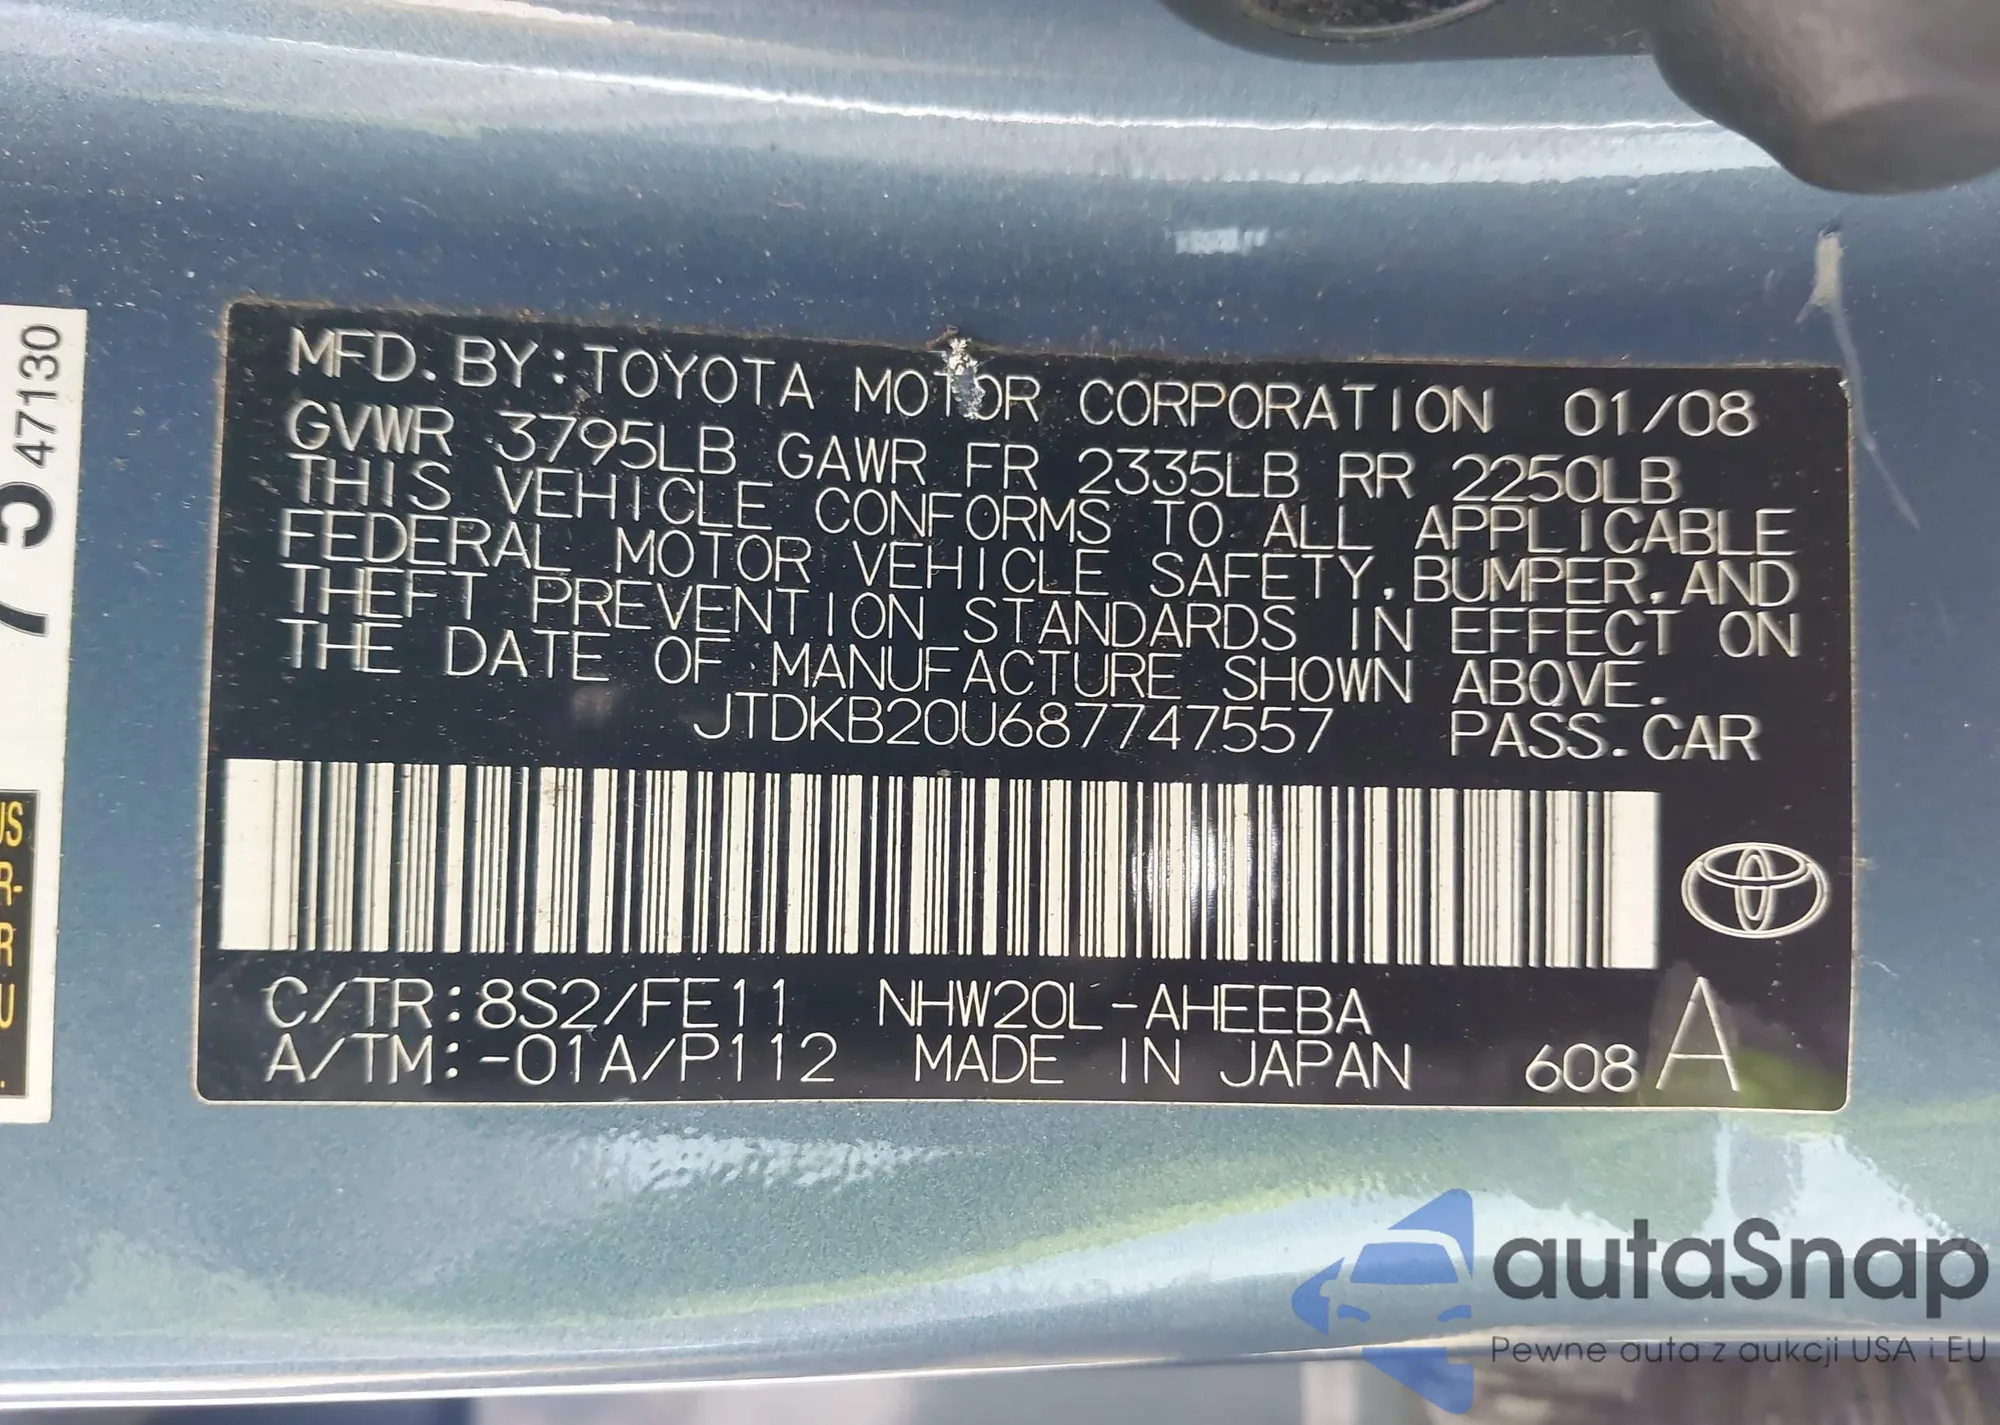 MFD. BY: TOYOTA MOTOR CORPORATION 01/08
GVWR 3795LB GAWR FR 2335LB RR 2250LB
THIS VEHICLE CONFORMS TO ALL APPLICABLE
FEDERAL MOTOR VEHICLE SAFETY, BUMPER, AND
THEFT PREVENTION STANDARDS IN EFFECT ON
THE DATE OF MANUFACTURE SHOWN ABOVE.
JTDKB20U687747557 PASS. CAR
C/TR: 8S2/FE11 NHW20L-AHEEBA
A/TM: -01A/P112 MADE IN JAPAN 608 A
47130
autaSnap
Pewne auta z aukcji USA i EU